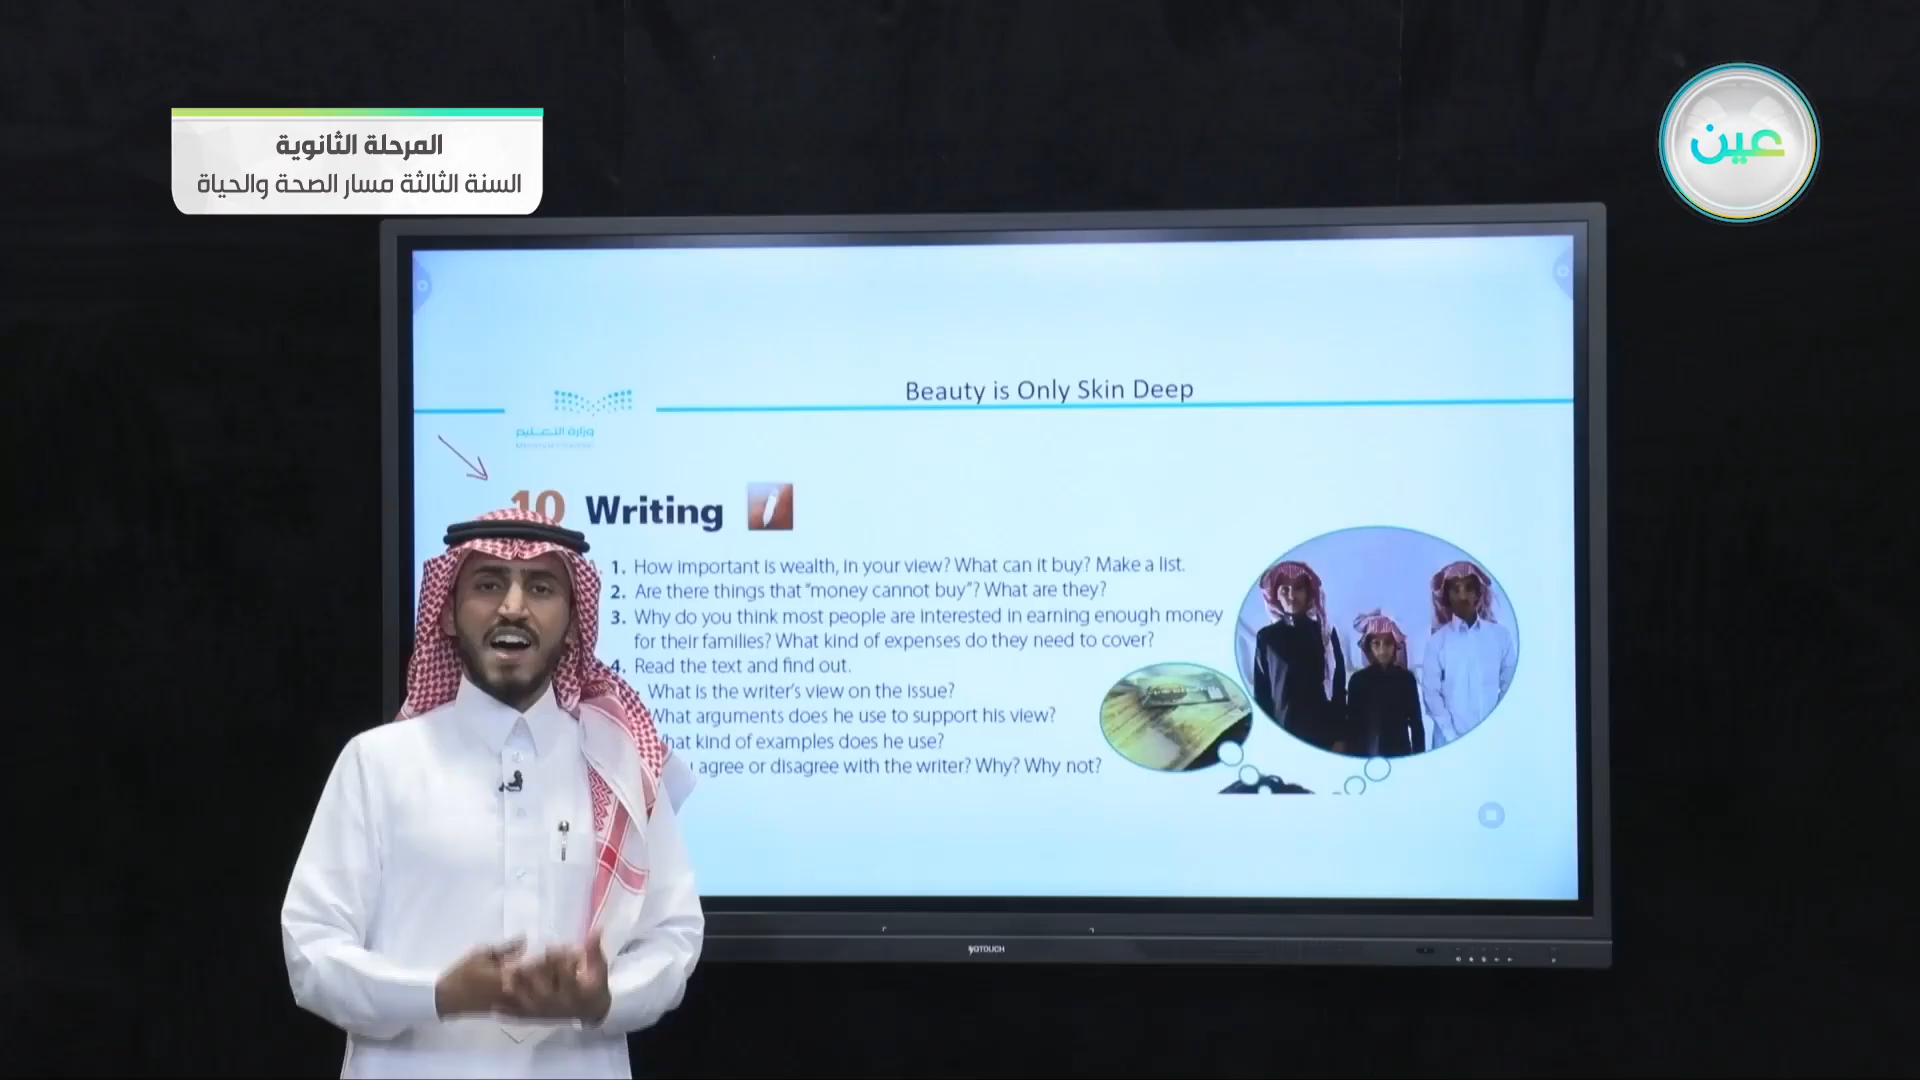 المرحلة الثانوية
السنة الثالثة مسار الصحة والحياة
عين
Beauty is Only Skin Deep
وزارة التعليم
10 Writing
1. How important is wealth, in your view? What can it buy? Make a list.
2. Are there things that "money cannot buy"? What are they?
3. Why do you think most people are interested in earning enough money
for their families? What kind of expenses do they need to cover?
4. Read the text and find out.
What is the writer's view on the issue?
What arguments does he use to support his view?
What kind of examples does he use?
agree or disagree with the writer? Why? Why not?